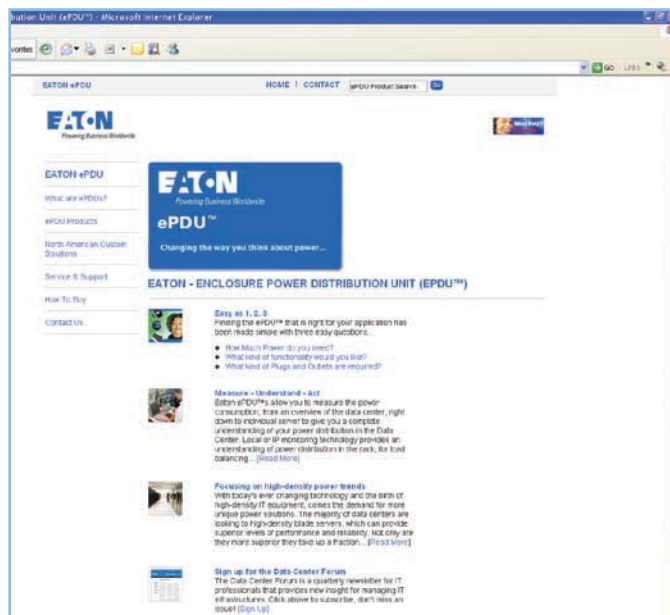 bution Unit (ePDU™) - Microsoft Internet Explorer
vorites
Go Links
EATON ePDU
HOME | CONTACT ePDU Product Search Go
EATON
Powering Business Worldwide
Need Help?
EATON ePDU
What are ePDUs?
ePDU Products
North American Custom
Solutions
Service & Support
How To Buy
Contact Us
EATON
Powering Business Worldwide
ePDU™
Changing the way you think about power...
EATON - ENCLOSURE POWER DISTRIBUTION UNIT (EPDU™)
Easy as 1, 2, 3
Finding the ePDU™ that is right for your application has
been made simple with three easy questions.
How Much Power do you need?
What kind of functionality would you like?
What kind of Plugs and Outlets are required?
Measure - Understand - Act
Eaton ePDU™s allow you to measure the power
consumption; from an overview of the data center, right
down to individual server to give you a complete
understanding of your power distribution in the Data
Center. Local or IP monitoring technology provides an
understanding of power distribution in the rack, for load
balancing... [Read More]
Focusing on high-density power trends
With today's ever changing technology and the birth of
high-density IT equipment, comes the demand for more
unique power solutions. The majority of data centers are
looking to high-density blade servers, which can provide
superior levels of performance and reliability. Not only are
they more superior they take up a fraction... [Read More]
Sign up for the Data Center Forum
The Data Center Forum is a quarterly newsletter for IT
professionals that provides new insight for managing IT
infrastructures. Click above to subscribe, don't miss an
issue! [Sign Up]